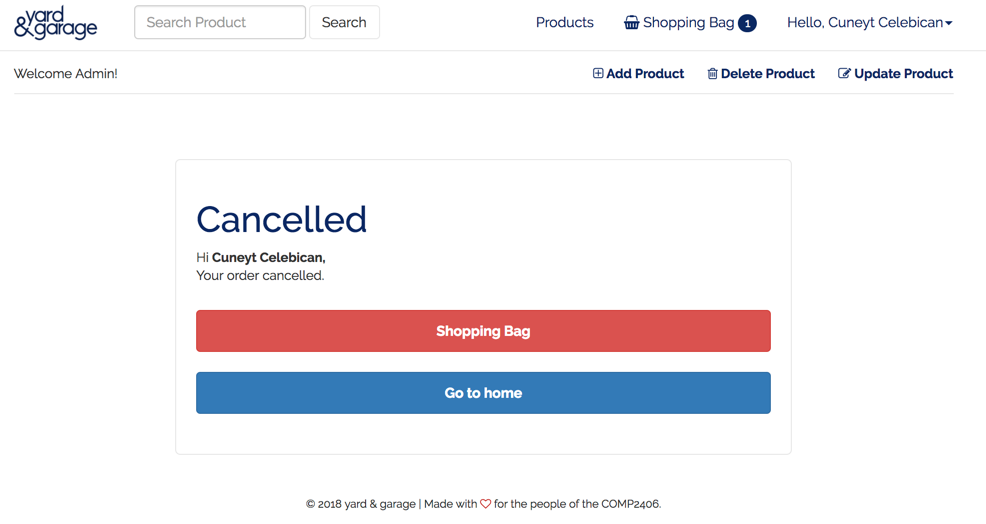 yard
&garage
Search Product
Search
Products
Shopping Bag 1
Hello, Cuneyt Celebican
Welcome Admin!
Add Product
Delete Product
Update Product
Cancelled
Hi Cuneyt Celebican,
Your order cancelled.
Shopping Bag
Go to home
© 2018 yard & garage | Made with ♡ for the people of the COMP2406.